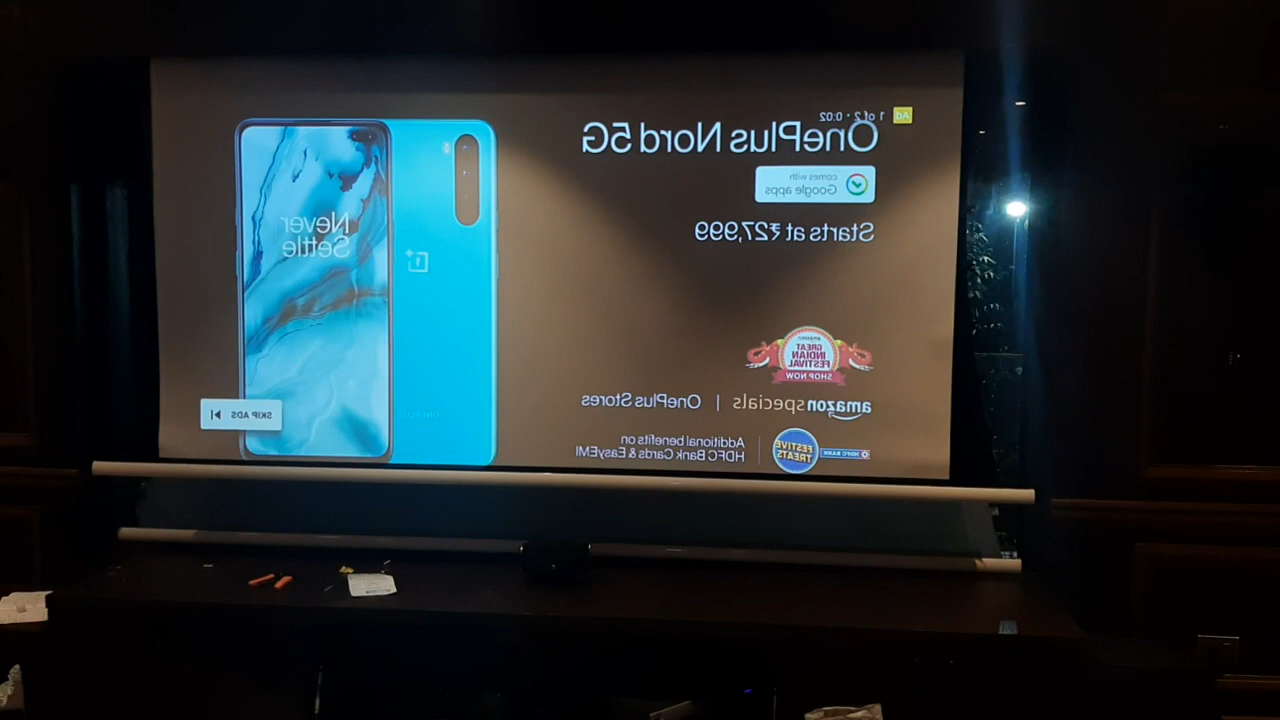 Ad 1 of 2 · 0:02
OnePlus Nord 5G
comes with
Google apps
Starts at ₹27,999
Never
Settle
amazon
GREAT
INDIAN
FESTIVAL
SHOP NOW
amazon specials | OnePlus Stores
HDFC BANK
FESTIVE
TREATS
Additional benefits on
HDFC Bank Cards & EasyEMI
SKIP ADS
ONEPLUS